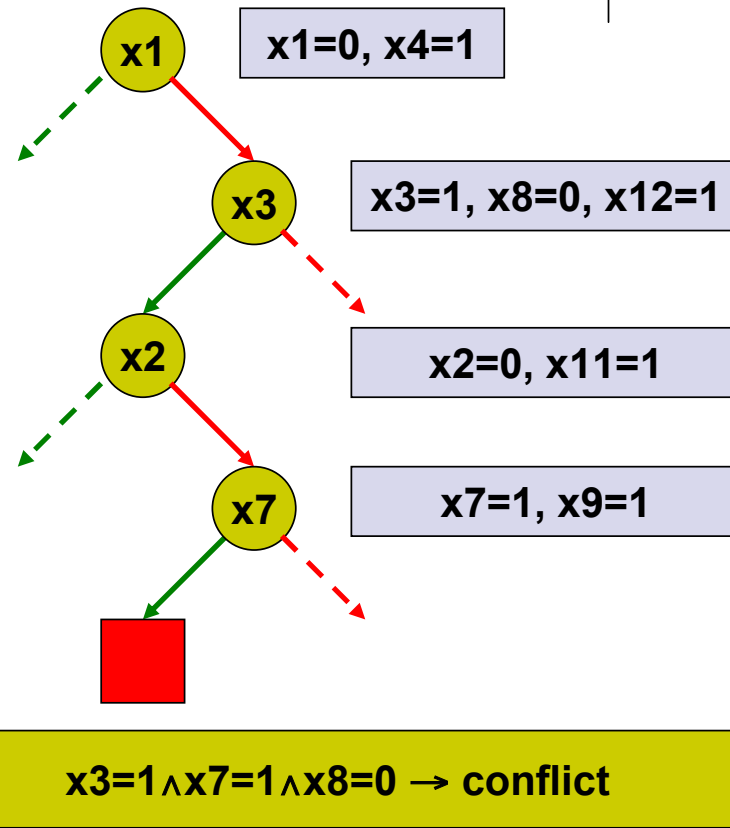 x1
x1=0, x4=1
x3
x3=1, x8=0, x12=1
x2
x2=0, x11=1
x7
x7=1, x9=1
x3=1∧x7=1∧x8=0 → conflict